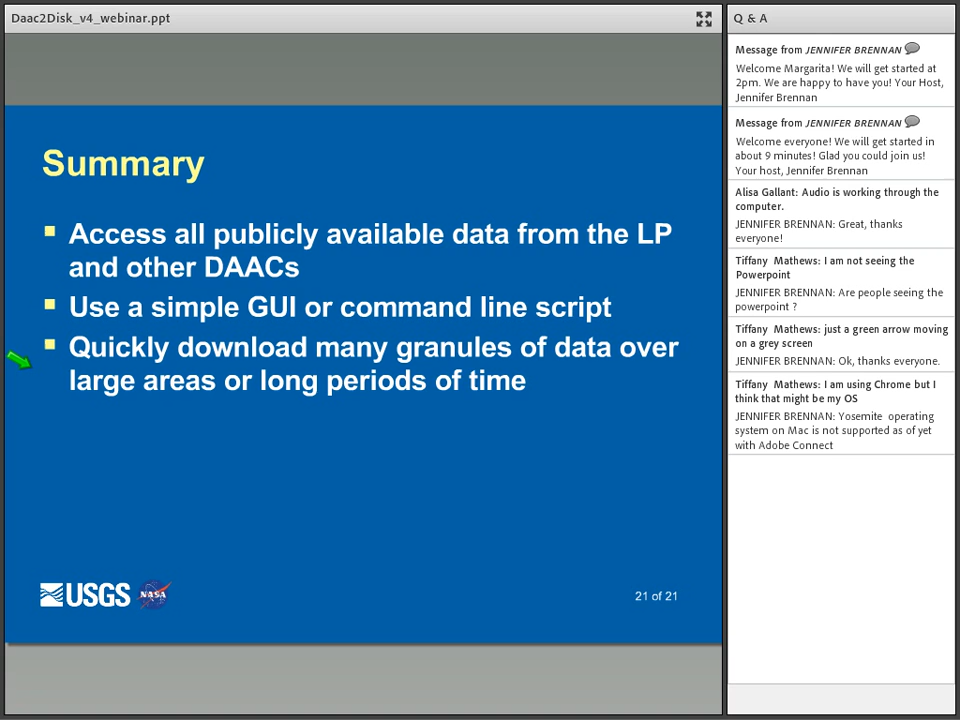 Daac2Disk_v4_webinar.ppt
Summary
Access all publicly available data from the LP
and other DAACs
Use a simple GUI or command line script
Quickly download many granules of data over
large areas or long periods of time
USGS
NASA
21 of 21
Q & A
Message from JENNIFER BRENNAN
Welcome Margarita! We will get started at
2pm. We are happy to have you! Your Host,
Jennifer Brennan
Message from JENNIFER BRENNAN
Welcome everyone! We will get started in
about 9 minutes! Glad you could join us!
Your host, Jennifer Brennan
Alisa Gallant: Audio is working through the
computer.
JENNIFER BRENNAN: Great, thanks
everyone!
Tiffany Mathews: I am not seeing the
Powerpoint
JENNIFER BRENNAN: Are people seeing the
powerpoint ?
Tiffany Mathews: just a green arrow moving
on a grey screen
JENNIFER BRENNAN: Ok, thanks everyone.
Tiffany Mathews: I am using Chrome but I
think that might be my OS
JENNIFER BRENNAN: Yosemite operating
system on Mac is not supported as of yet
with Adobe Connect